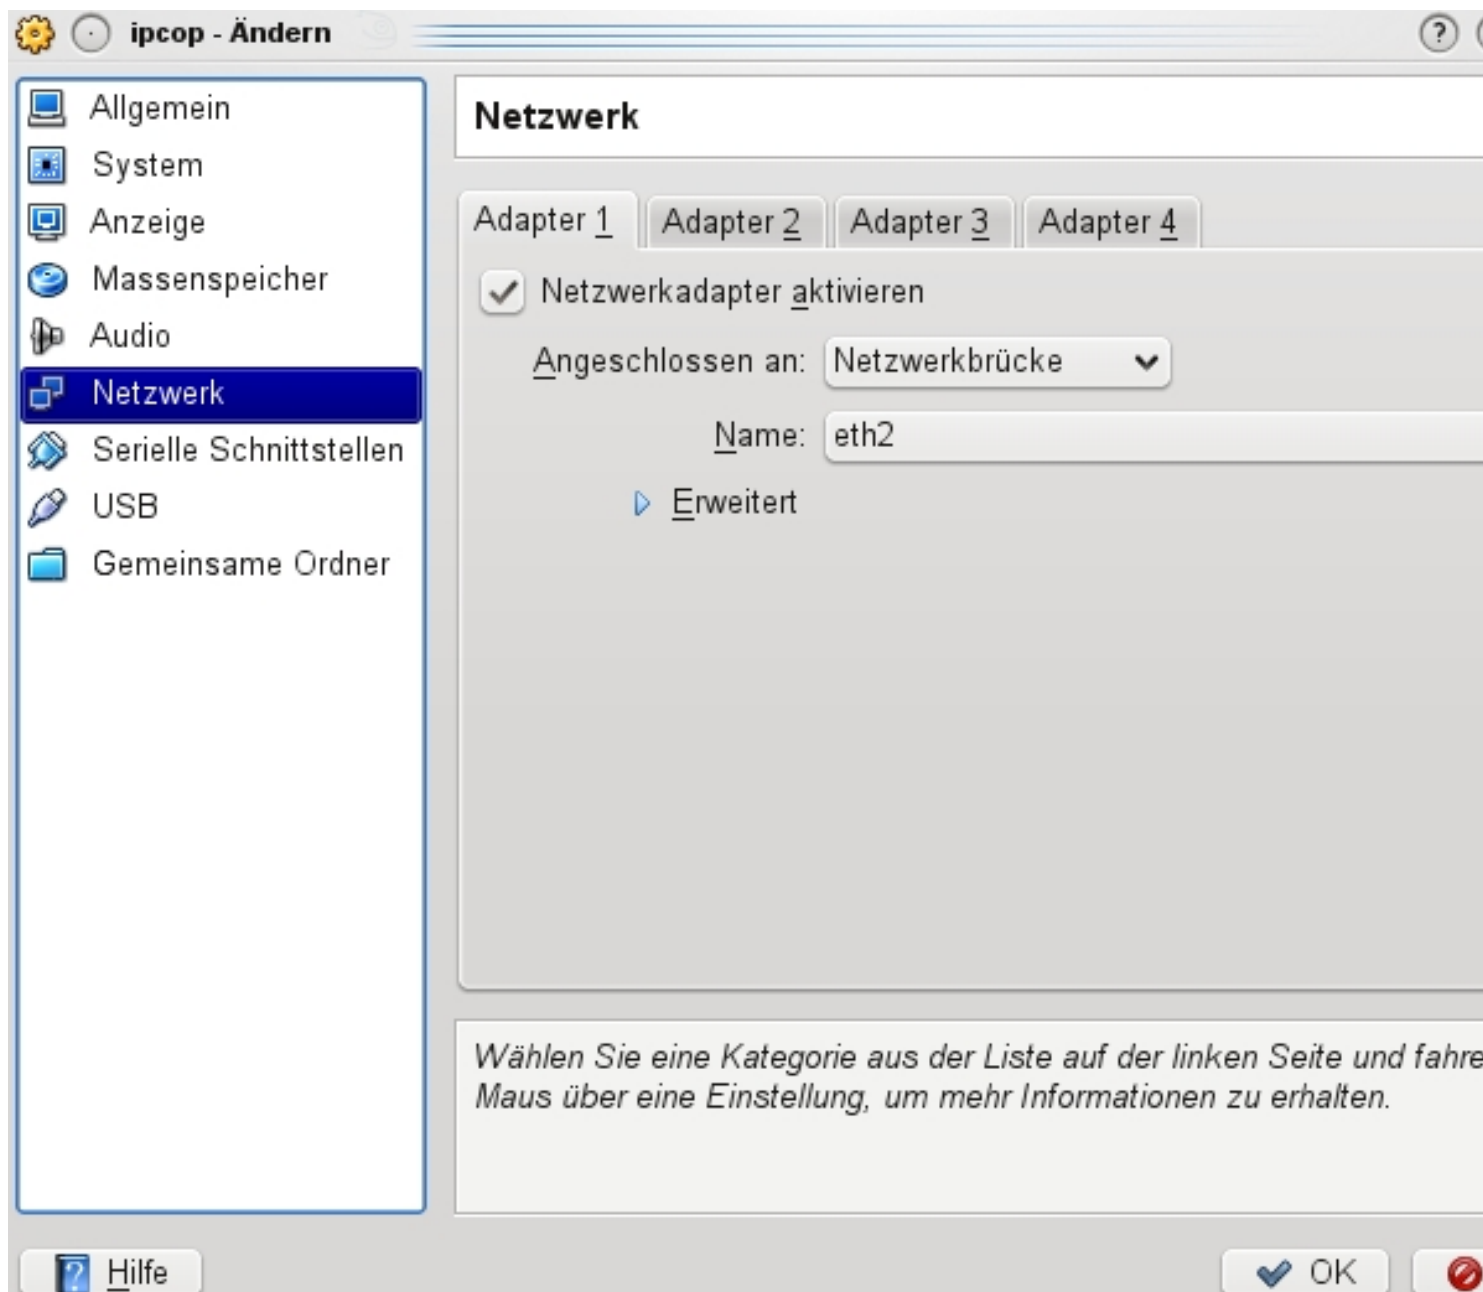 ipcop - Ändern
Allgemein
System
Anzeige
Massenspeicher
Audio
Netzwerk
Serielle Schnittstellen
USB
Gemeinsame Ordner
Netzwerk
Adapter 1 Adapter 2 Adapter 3 Adapter 4
Netzwerkadapter aktivieren
Angeschlossen an: Netzwerkbrücke
Name: eth2
Erweitert
Wählen Sie eine Kategorie aus der Liste auf der linken Seite und fahre
Maus über eine Einstellung, um mehr Informationen zu erhalten.
Hilfe
OK